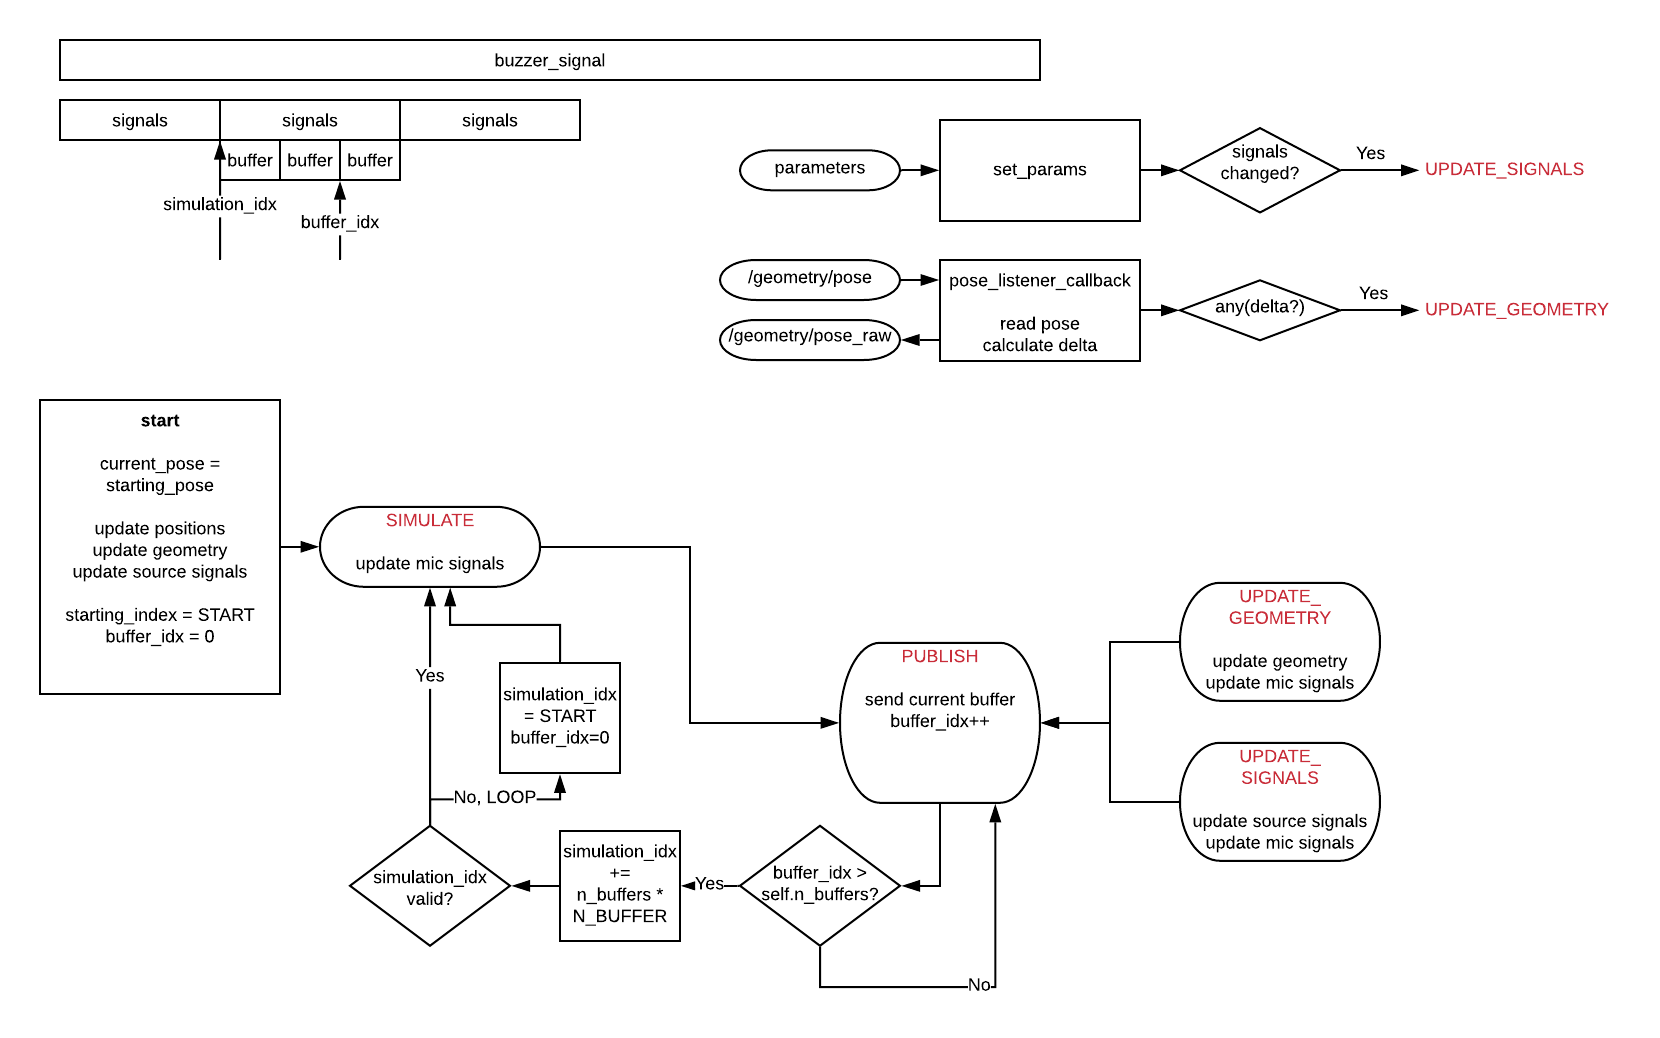 buzzer_signal
signals
signals
signals
buffer
buffer
buffer
simulation_idx
buffer_idx
parameters
set_params
signals
changed?
Yes
UPDATE_SIGNALS
/geometry/pose
/geometry/pose_raw
pose_listener_callback
read pose
calculate delta
any(delta?)
Yes
UPDATE_GEOMETRY
start
current_pose =
starting_pose
update positions
update geometry
update source signals
starting_index = START
buffer_idx = 0
SIMULATE
update mic signals
Yes
simulation_idx
= START
buffer_idx=0
No, LOOP
simulation_idx
valid?
simulation_idx
+=
n_buffers *
N_BUFFER
Yes
buffer_idx >
self.n_buffers?
No
PUBLISH
send current buffer
buffer_idx++
UPDATE_
GEOMETRY
update geometry
update mic signals
UPDATE_
SIGNALS
update source signals
update mic signals